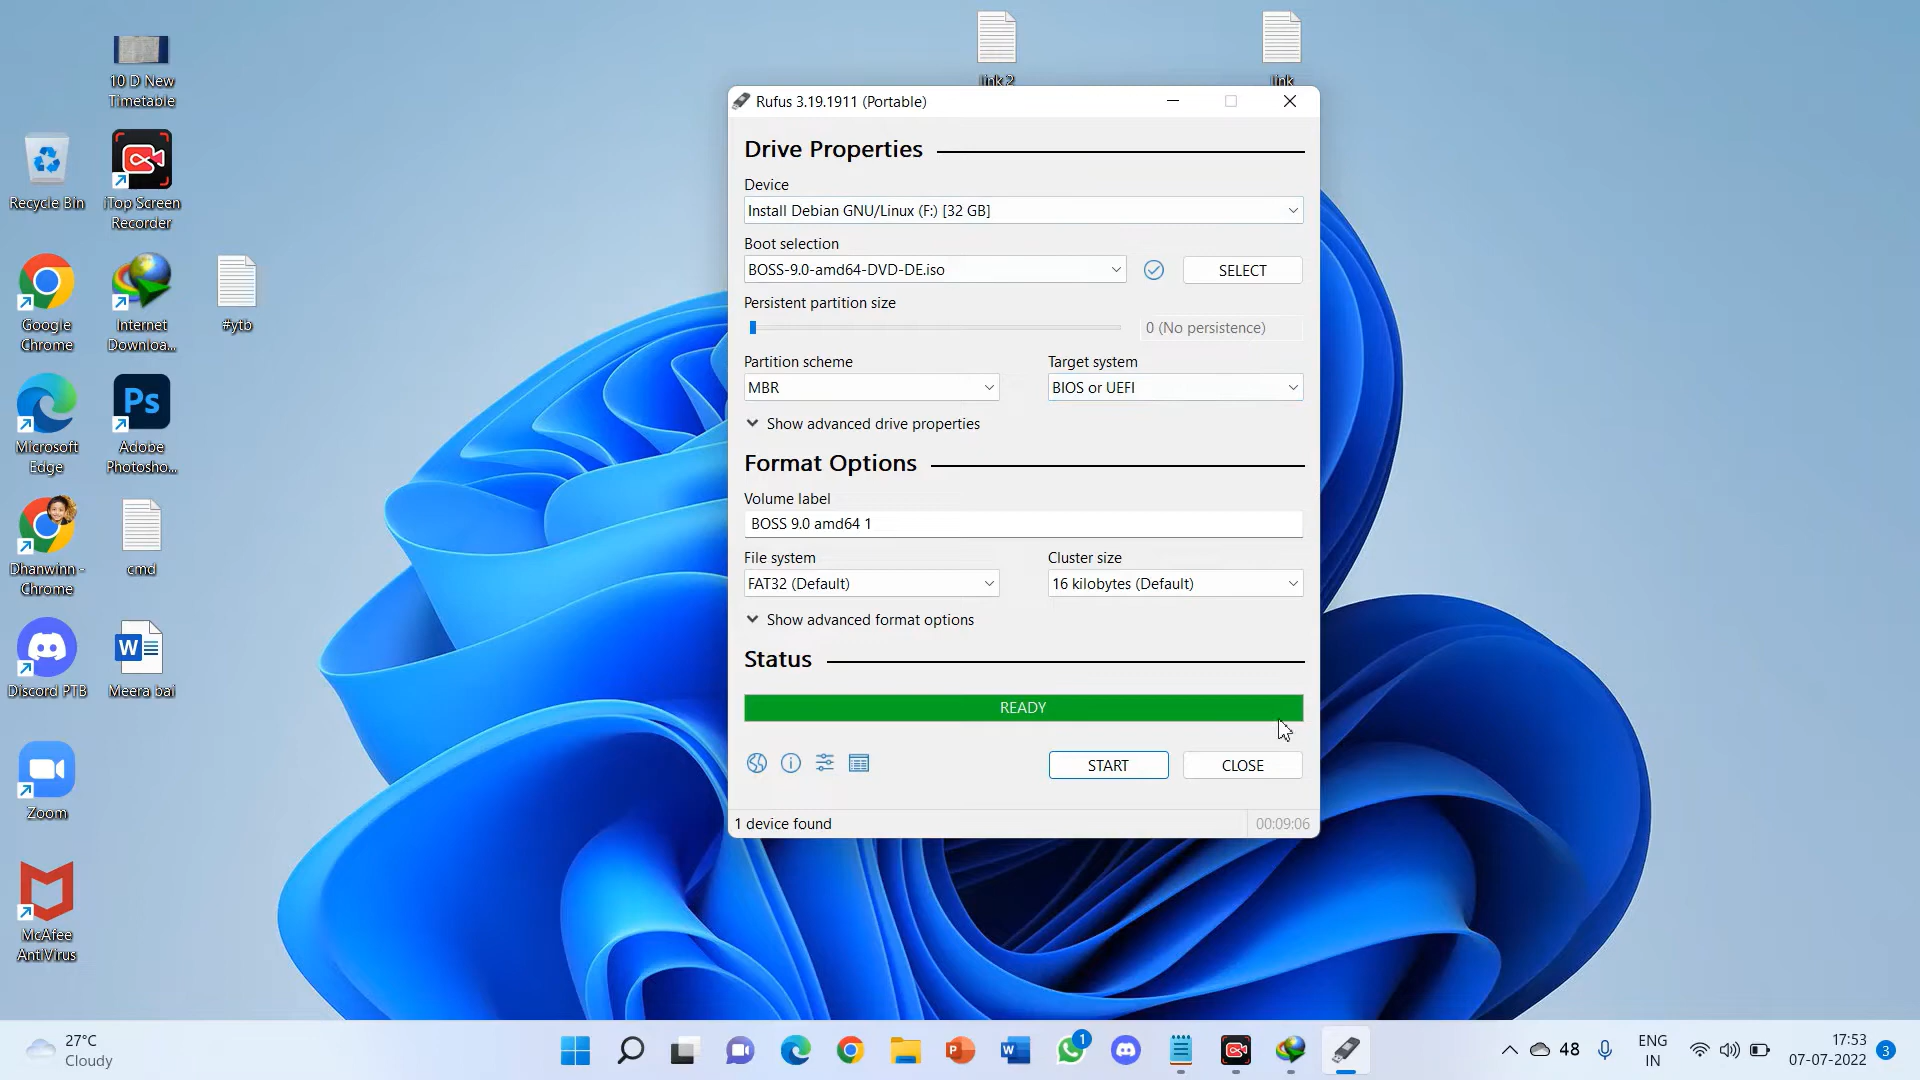 10 D New
Timetable
Recycle Bin
iTop Screen
Recorder
Google
Chrome
Internet
Downloa...
#ytb
Microsoft
Edge
Ps
Adobe
Photosho...
Dhanwinn -
Chrome
cmd
Discord PTB
W
Meera bai
Zoom
McAfee
AntiVirus
link 2
link
Rufus 3.19.1911 (Portable)
Drive Properties
Device
Install Debian GNU/Linux (F:) [32 GB]
Boot selection
BOSS-9.0-amd64-DVD-DE.iso
SELECT
Persistent partition size
0 (No persistence)
Partition scheme
Target system
MBR
BIOS or UEFI
Show advanced drive properties
Format Options
Volume label
BOSS 9.0 amd64 1
File system
Cluster size
FAT32 (Default)
16 kilobytes (Default)
Show advanced format options
Status
READY
START
CLOSE
1 device found
00:09:06
27°C
Cloudy
P
W
1
48
ENG
IN
17:53
07-07-2022
3